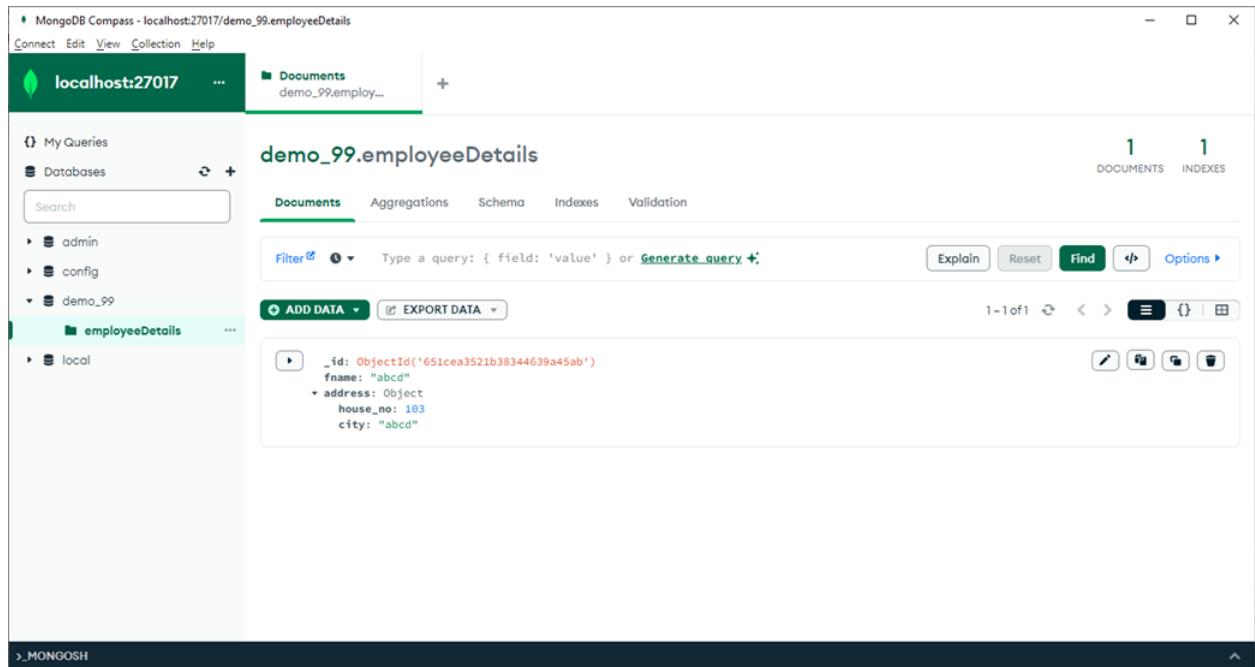 MongoDB Compass - localhost:27017/demo_99.employeeDetails
Connect Edit View Collection Help
localhost:27017 ...
Documents
demo_99.employ...
+
{} My Queries
Databases
Search
admin
config
demo_99
employeeDetails ...
local
demo_99.employeeDetails
1 DOCUMENTS
1 INDEXES
Documents Aggregations Schema Indexes Validation
Filter Type a query: { field: 'value' } or Generate query Explain Reset Find </> Options
ADD DATA EXPORT DATA 1-1 of 1 {}
_id: ObjectId('651cea3521b38344639a45ab')
fname: "abcd"
address: Object
house_no: 103
city: "abcd"
>_MONGOSH